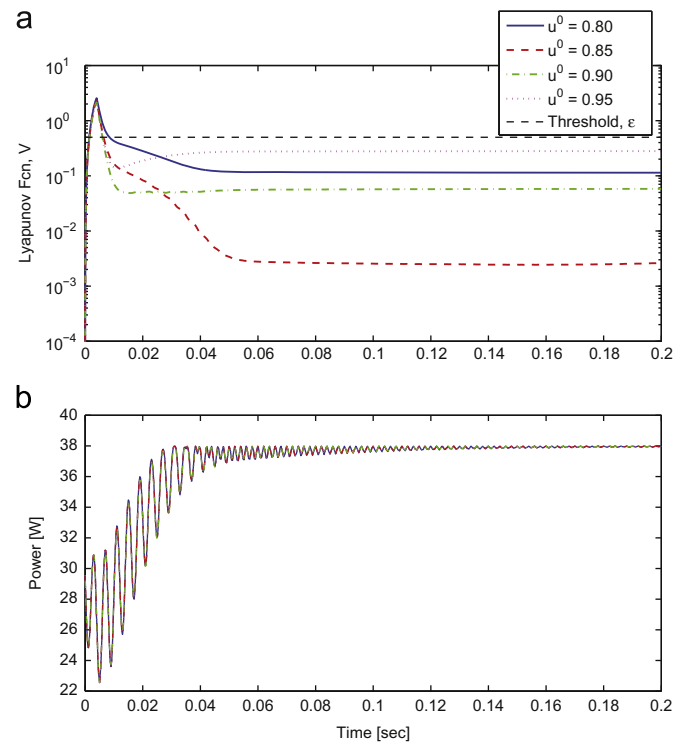 a
u⁰ = 0.80
u⁰ = 0.85
u⁰ = 0.90
u⁰ = 0.95
Threshold, ε
Lyapunov Fcn, V
10¹
10⁰
10⁻¹
10⁻²
10⁻³
10⁻⁴
0 0.02 0.04 0.06 0.08 0.1 0.12 0.14 0.16 0.18 0.2
b
Power [W]
40
38
36
34
32
30
28
26
24
22
0 0.02 0.04 0.06 0.08 0.1 0.12 0.14 0.16 0.18 0.2
Time [sec]